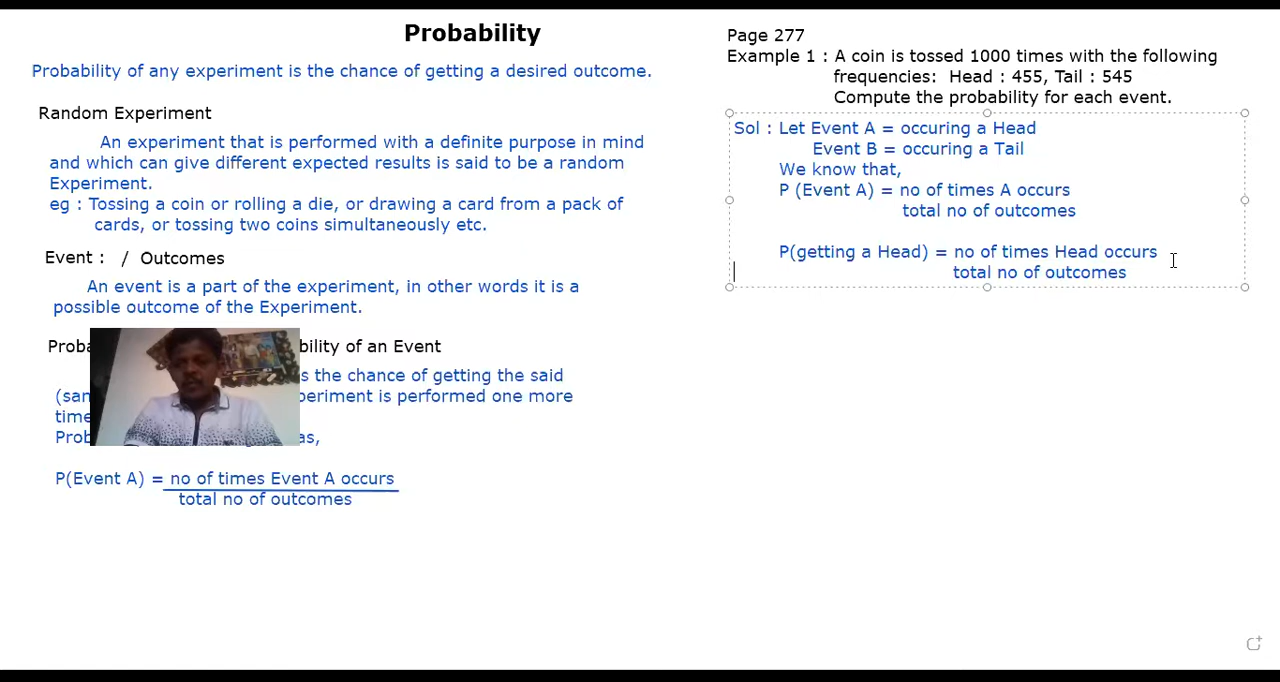 Probability
Probability of any experiment is the chance of getting a desired outcome.
Random Experiment
An experiment that is performed with a definite purpose in mind
and which can give different expected results is said to be a random
Experiment.
eg : Tossing a coin or rolling a die, or drawing a card from a pack of
cards, or tossing two coins simultaneously etc.
Event : / Outcomes
An event is a part of the experiment, in other words it is a
possible outcome of the Experiment.
bility of an Event
s the chance of getting the said
periment is performed one more
time
Prob as,
P(Event A) = no of times Event A occurs
total no of outcomes
Page 277
Example 1 : A coin is tossed 1000 times with the following
frequencies: Head : 455, Tail : 545
Compute the probability for each event.
Sol : Let Event A = occuring a Head
Event B = occuring a Tail
We know that,
P (Event A) = no of times A occurs
total no of outcomes
P(getting a Head) = no of times Head occurs
total no of outcomes